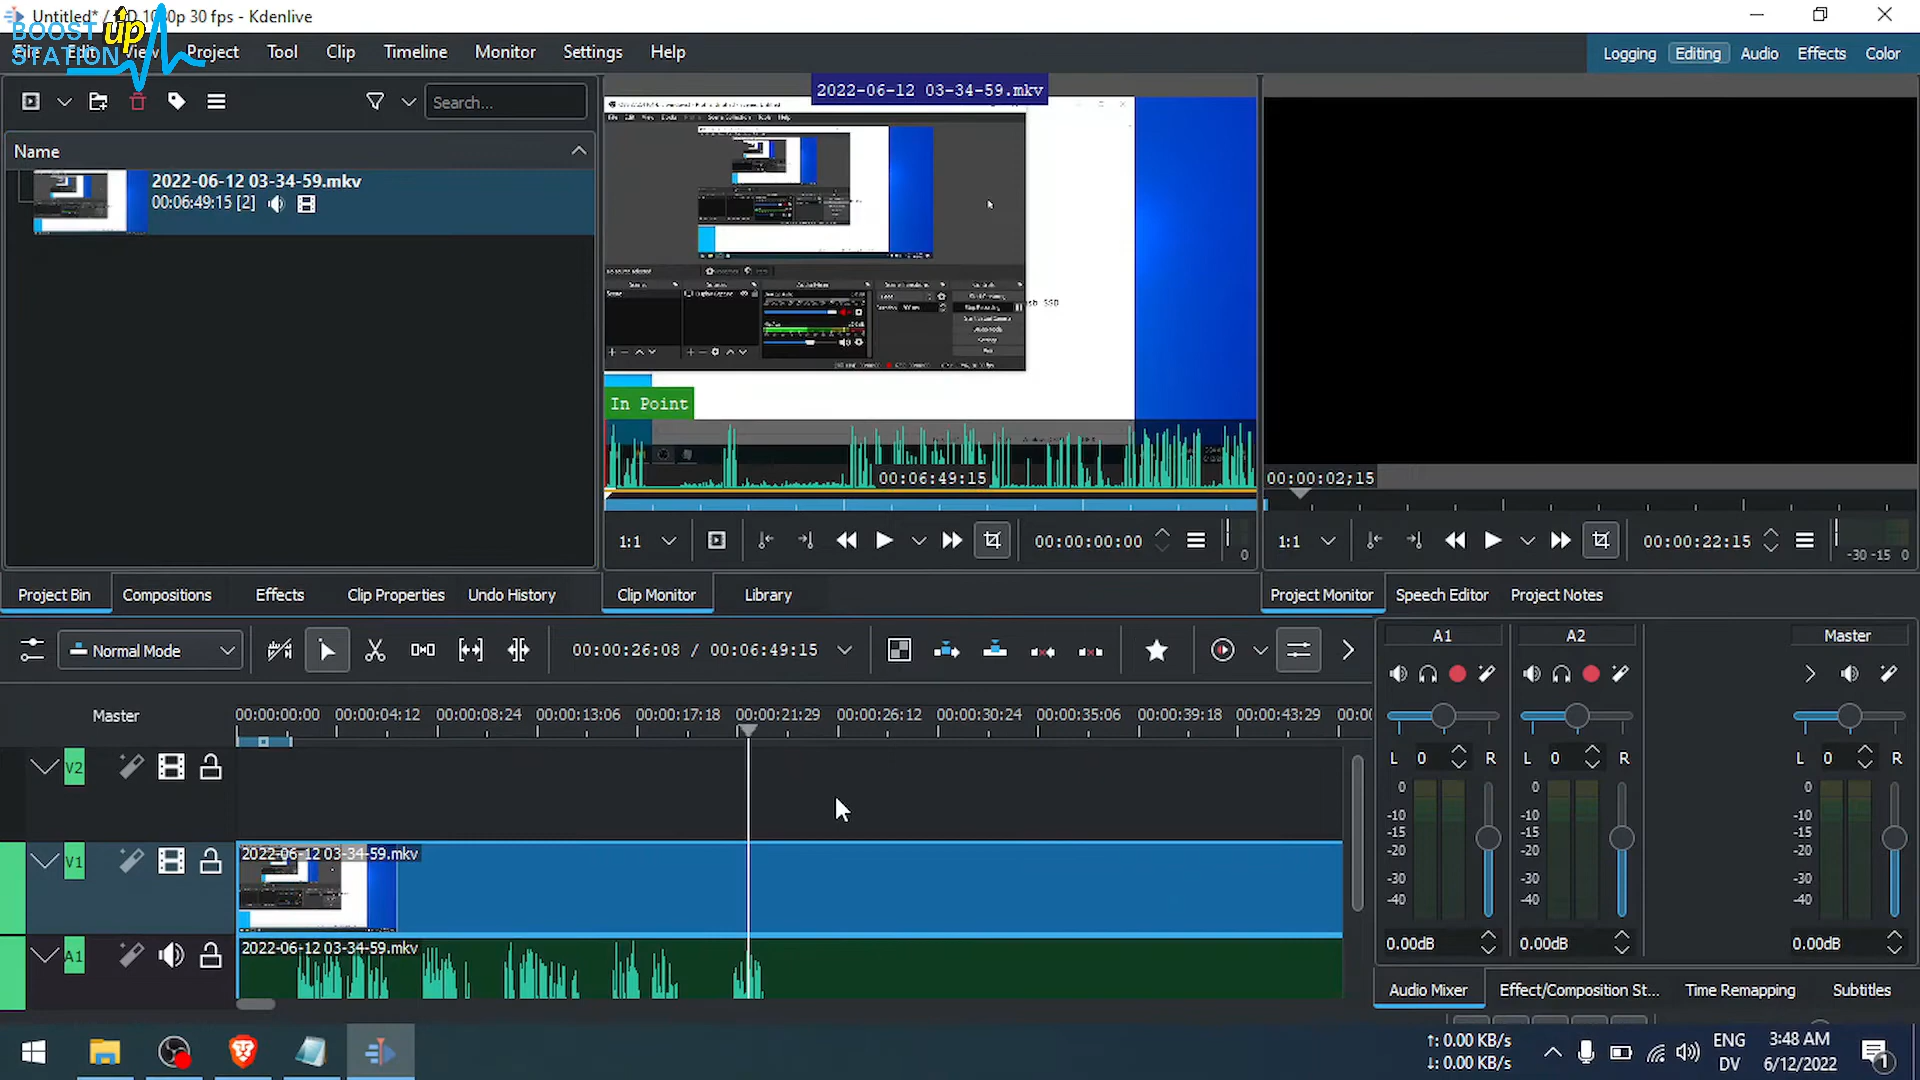 Untitled* / HD 1080p 30 fps - Kdenlive
BOOST up
STATION
File Edit View Project Tool Clip Timeline Monitor Settings Help
Logging Editing Audio Effects Color
Search...
Name
2022-06-12 03-34-59.mkv
00:06:49:15 [2]
2022-06-12 03-34-59.mkv
In Point
00:06:49:15
00:00:02;15
1:1
00:00:00:00
0
1:1
00:00:22:15
-30 -15 0
Project Bin Compositions Effects Clip Properties Undo History
Clip Monitor Library
Project Monitor Speech Editor Project Notes
Normal Mode
00:00:26:08 / 00:06:49:15
A1 A2 Master
Master
00:00:00:00 00:00:04:12 00:00:08:24 00:00:13:06 00:00:17:18 00:00:21:29 00:00:26:12 00:00:30:24 00:00:35:06 00:00:39:18 00:00:43:29 00:00
V2
L 0 R L 0 R L 0 R
0 0 0
-10 -10 -10
-15 -15 -15
-20 -20 -20
-30 -30 -30
-40 -40 -40
V1
2022-06-12 03-34-59.mkv
A1
2022-06-12 03-34-59.mkv
0.00dB 0.00dB 0.00dB
Audio Mixer Effect/Composition St... Time Remapping Subtitles
↑: 0.00 KB/s
↓: 0.00 KB/s
ENG
DV
3:48 AM
6/12/2022
1